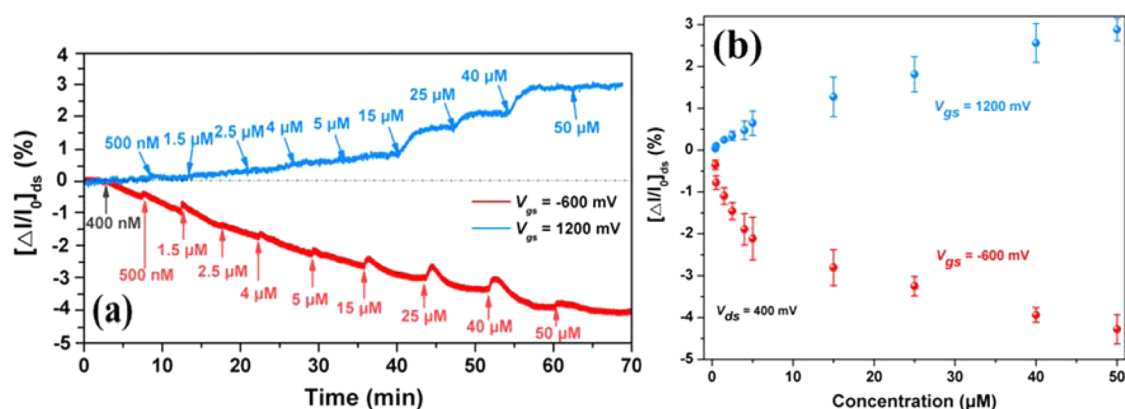 [△I/I₀]ds (%)
4
3
2
1
0
-1
-2
-3
-4
-5
0 10 20 30 40 50 60 70
Time (min)
(a)
500 nM
1.5 µM
2.5 µM
4 µM
5 µM
15 µM
25 µM
40 µM
50 µM
Vgs = -600 mV
Vgs = 1200 mV
400 nM
500 nM
1.5 µM
2.5 µM
4 µM
5 µM
15 µM
25 µM
40 µM
50 µM
(b)
[△I/I₀]ds (%)
3
2
1
0
-1
-2
-3
-4
-5
0 10 20 30 40 50
Concentration (µM)
Vgs = 1200 mV
Vgs = -600 mV
Vds = 400 mV